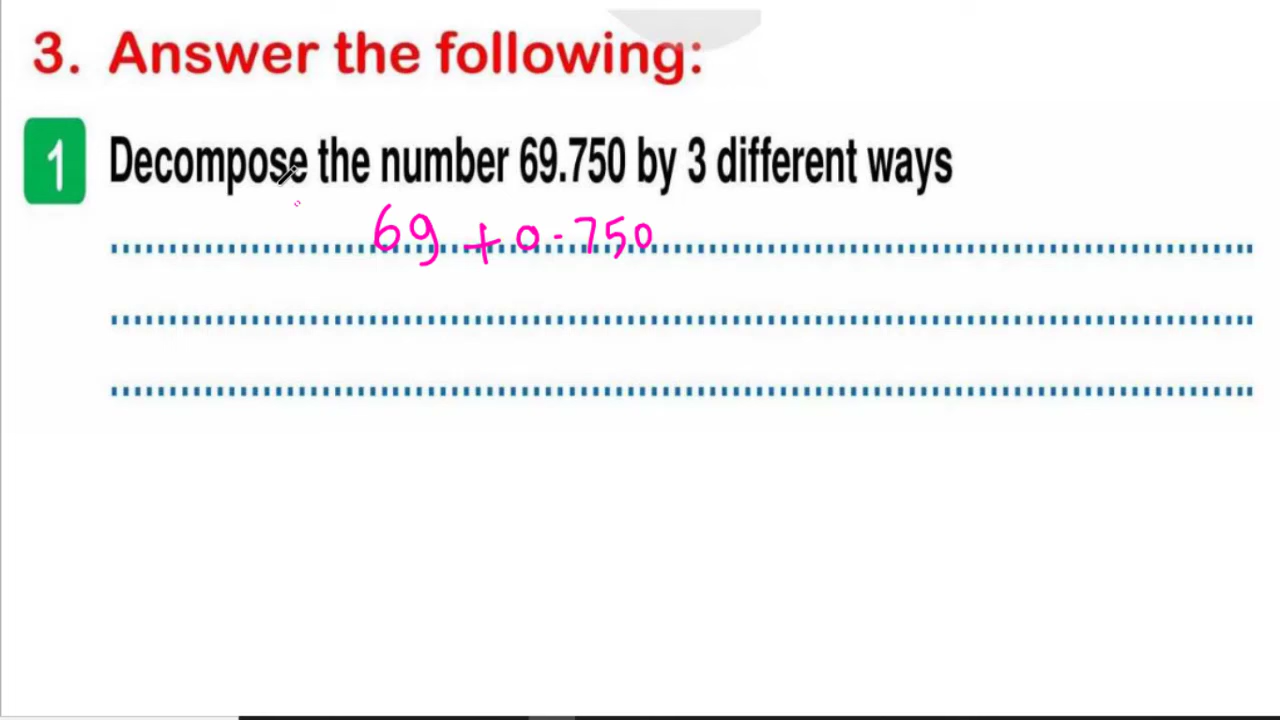 3. Answer the following:
1 Decompose the number 69.750 by 3 different ways
69 + 0.750